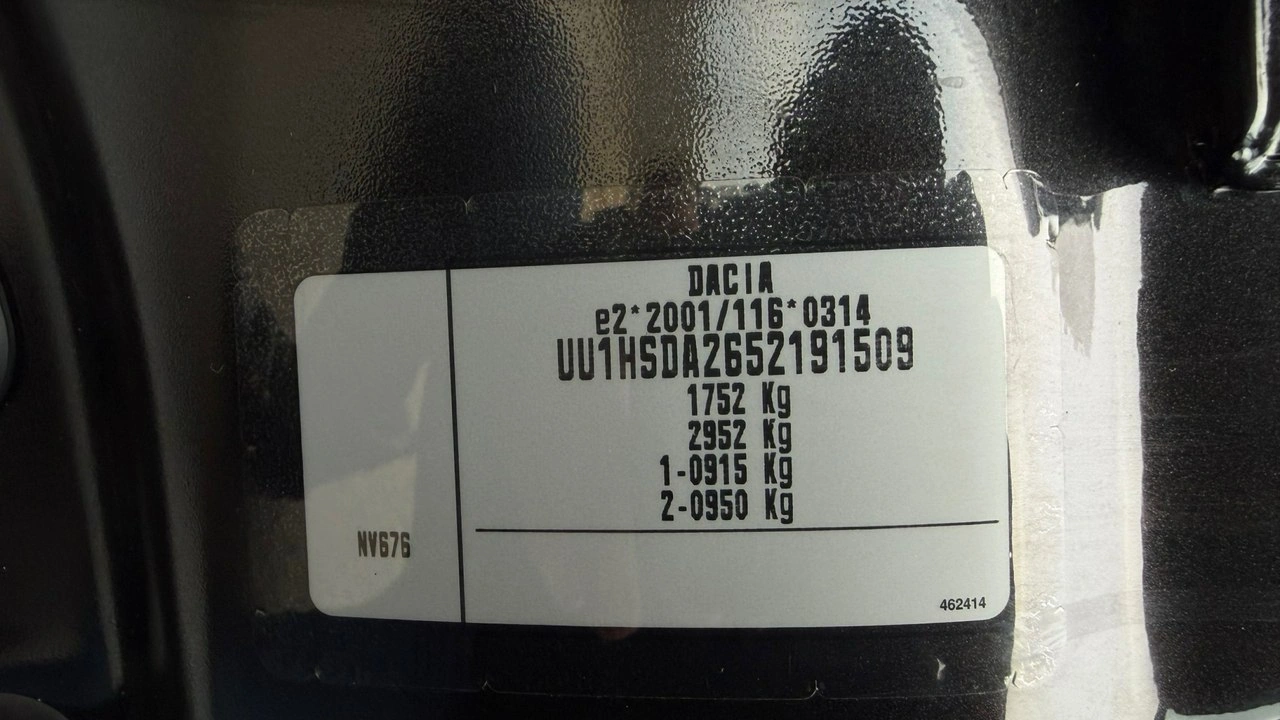 DACIA
e2*2001/116*0314
UU1HSDA2652191509
1752 Kg
2952 Kg
1-0915 Kg
2-0950 Kg
NV676
462414